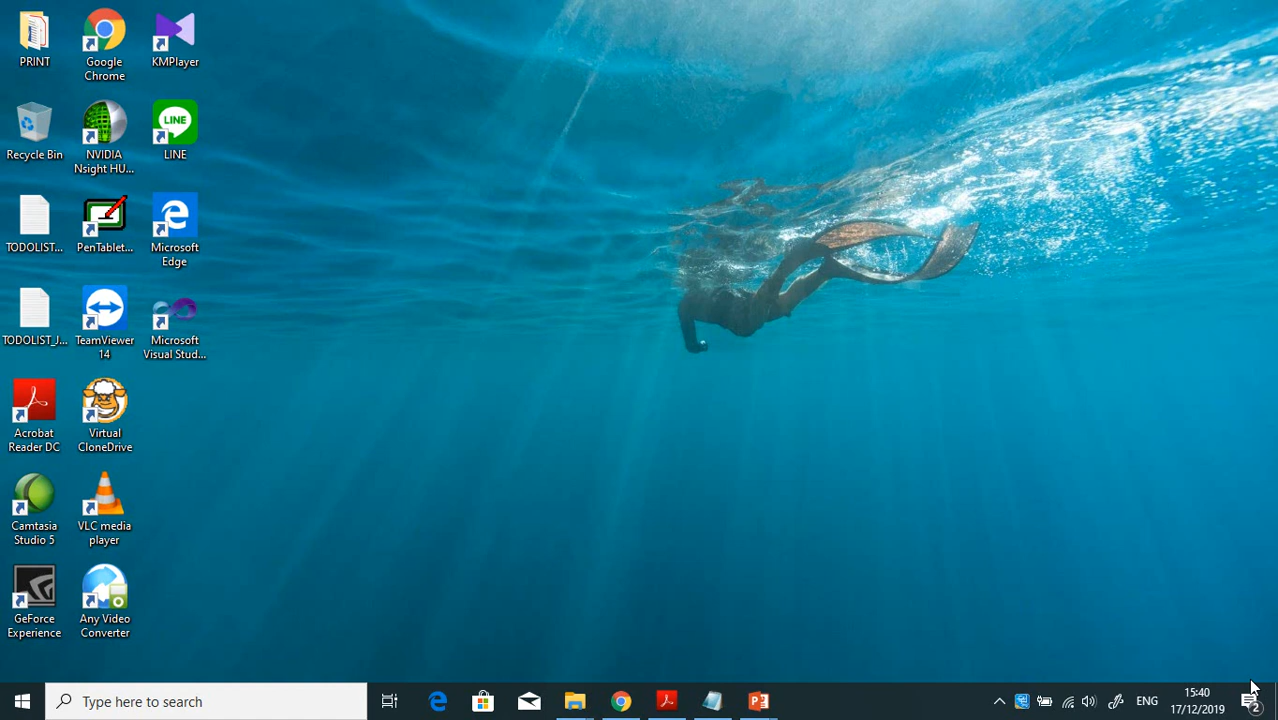 PRINT
Google
Chrome
KMPlayer
Recycle Bin
NVIDIA
Nsight HU...
LINE
LINE
TODOLIST...
PenTablet...
Microsoft
Edge
TODOLIST_J...
TeamViewer
14
Microsoft
Visual Stud...
Acrobat
Reader DC
Virtual
CloneDrive
Camtasia
Studio 5
VLC media
player
GeForce
Experience
Any Video
Converter
Type here to search
ENG
15:40
17/12/2019
2